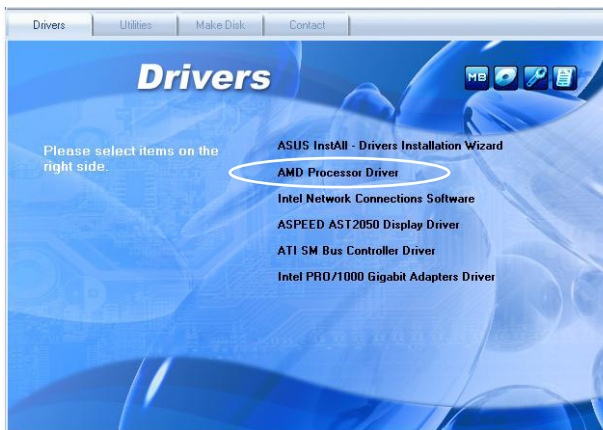 Drivers
Utilities
Make Disk
Contact
Drivers
MB
Please select items on the
right side.
ASUS InstAll - Drivers Installation Wizard
AMD Processor Driver
Intel Network Connections Software
ASPEED AST2050 Display Driver
ATI SM Bus Controller Driver
Intel PRO/1000 Gigabit Adapters Driver